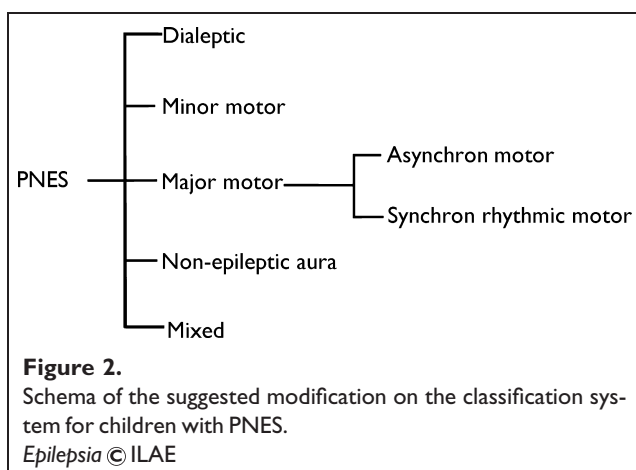 Dialeptic
Minor motor
Asynchron motor
PNES
Major motor
Synchron rhythmic motor
Non-epileptic aura
Mixed
Figure 2.
Schema of the suggested modification on the classification sys-
tem for children with PNES.
Epilepsia © ILAE